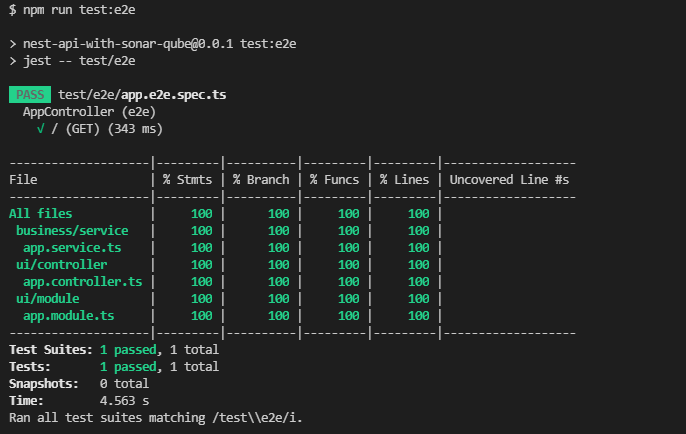 $ npm run test:e2e
> nest-api-with-sonar-qube@0.0.1 test:e2e
> jest -- test/e2e
PASS test/e2e/app.e2e.spec.ts
AppController (e2e)
√ / (GET) (343 ms)
--------------------|---------|----------|---------|---------|-------------------
File                | % Stmts | % Branch | % Funcs | % Lines | Uncovered Line #s
--------------------|---------|----------|---------|---------|-------------------
All files           |     100 |      100 |     100 |     100 |
 business/service   |     100 |      100 |     100 |     100 |
  app.service.ts    |     100 |      100 |     100 |     100 |
 ui/controller      |     100 |      100 |     100 |     100 |
  app.controller.ts |     100 |      100 |     100 |     100 |
 ui/module          |     100 |      100 |     100 |     100 |
  app.module.ts     |     100 |      100 |     100 |     100 |
--------------------|---------|----------|---------|---------|-------------------
Test Suites: 1 passed, 1 total
Tests:       1 passed, 1 total
Snapshots:   0 total
Time:        4.563 s
Ran all test suites matching /test\\e2e/i.